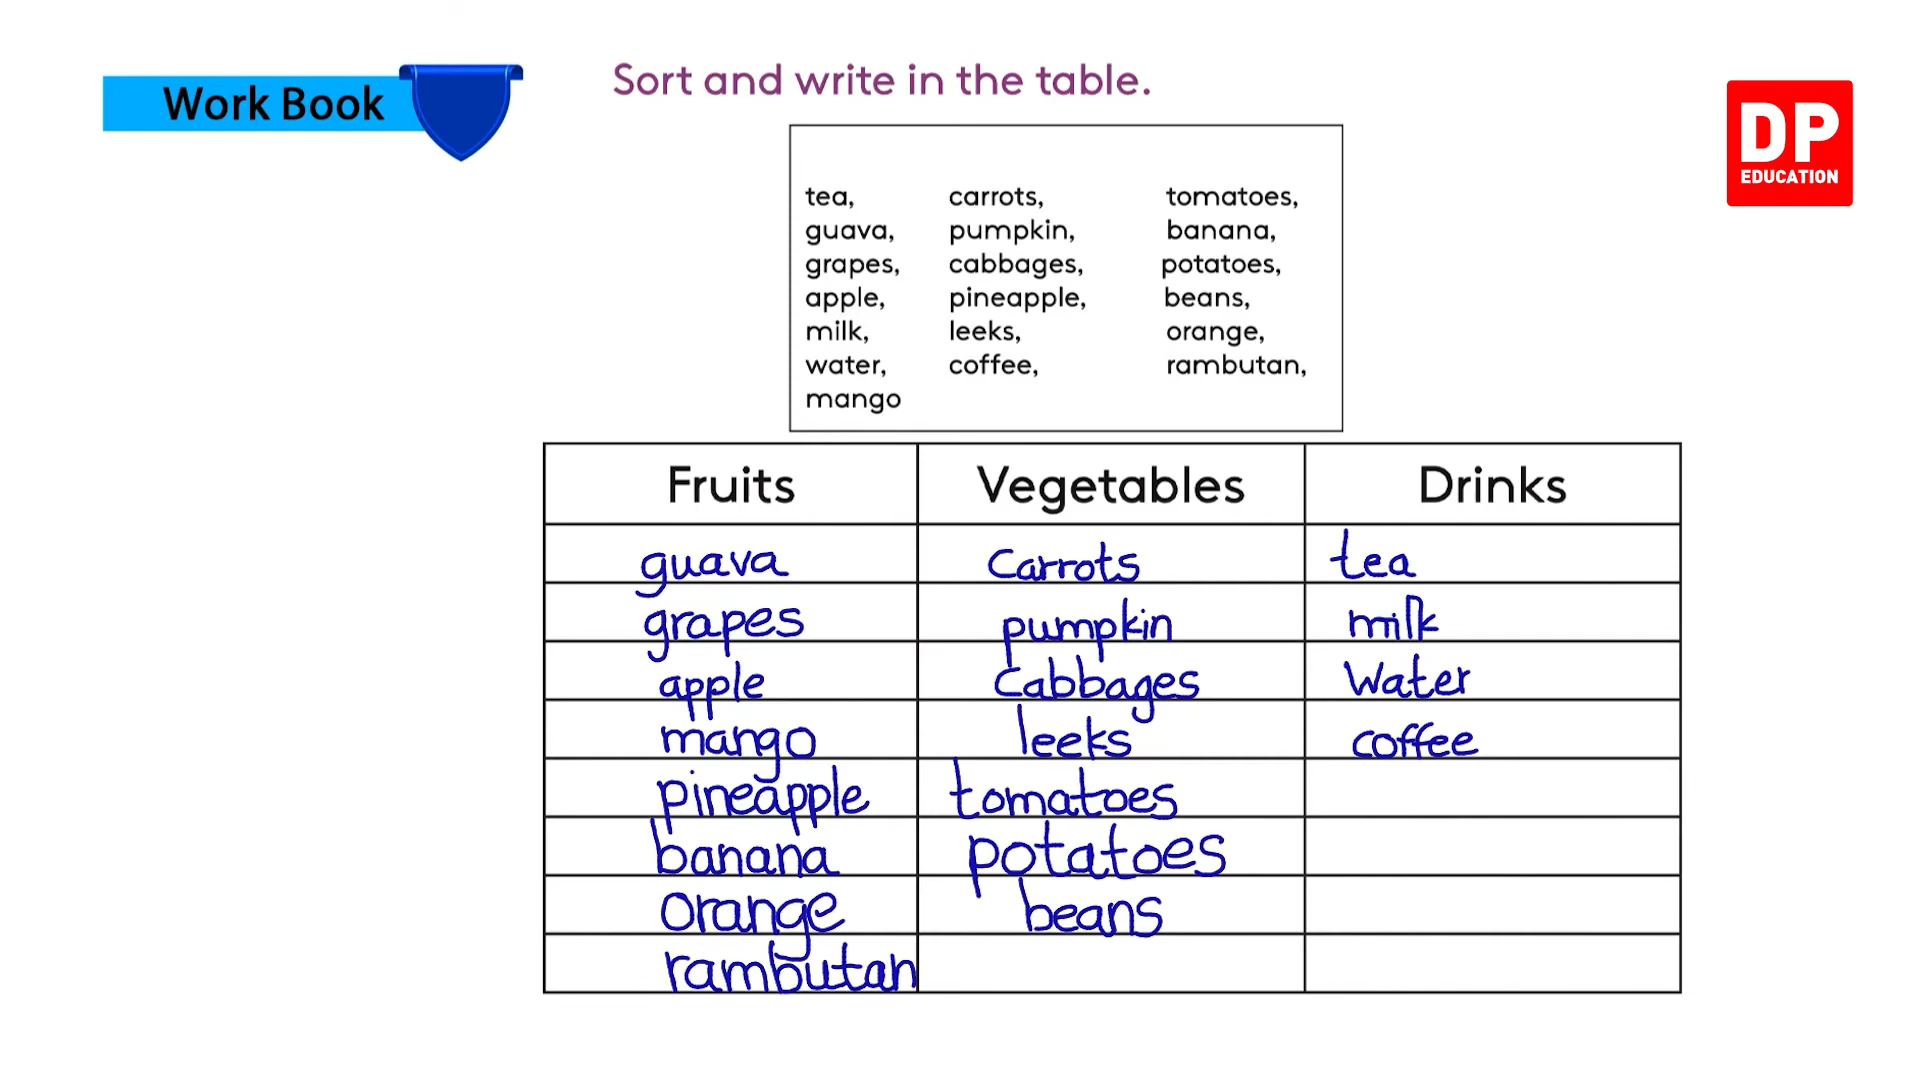 Work Book
Sort and write in the table.
DP
EDUCATION
tea, carrots, tomatoes,
guava, pumpkin, banana,
grapes, cabbages, potatoes,
apple, pineapple, beans,
milk, leeks, orange,
water, coffee, rambutan,
mango
Fruits Vegetables Drinks
guava carrots tea
grapes pumpkin milk
apple cabbages water
mango leeks coffee
pineapple tomatoes
banana potatoes
orange beans
rambutan